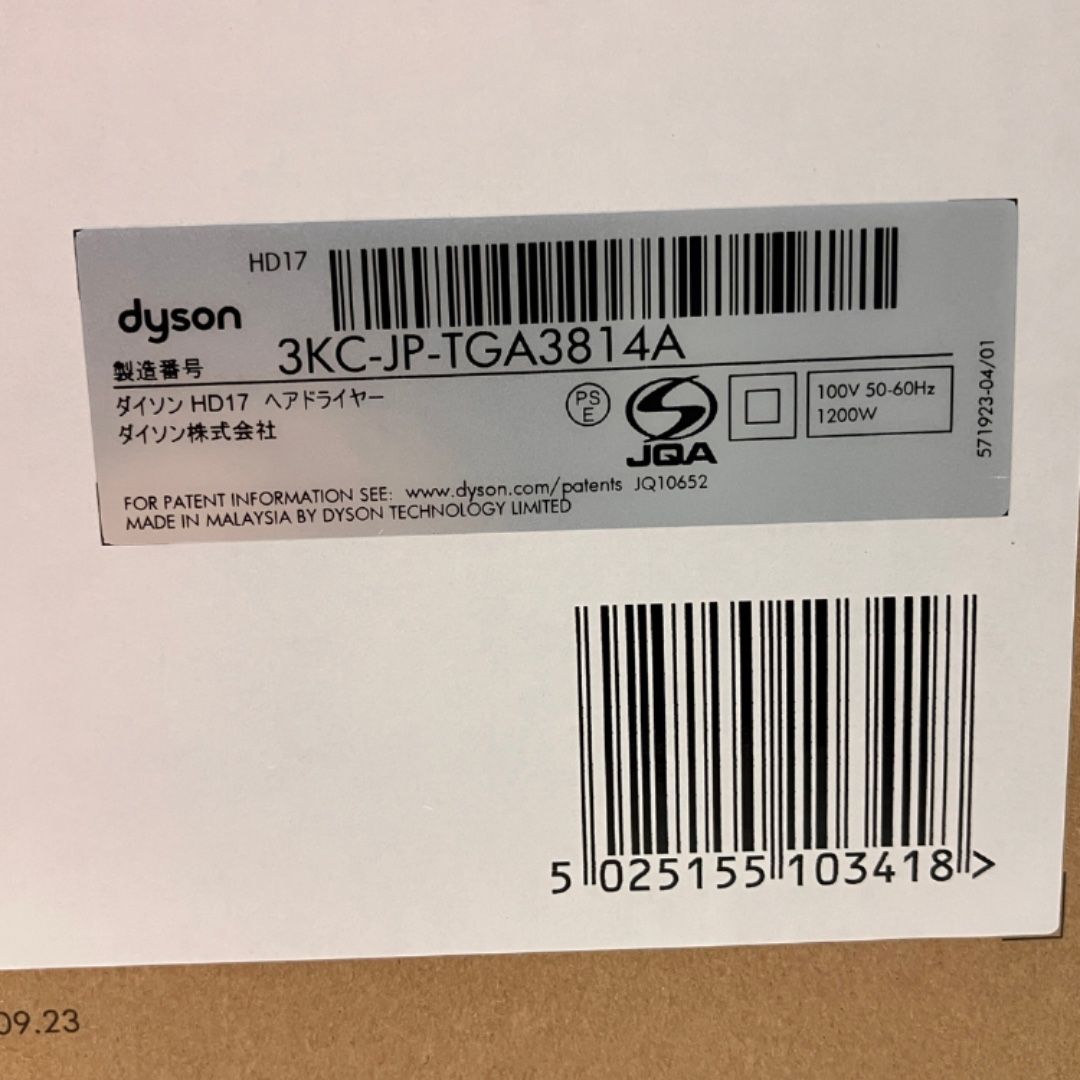 HD17
dyson
製造番号 3KC-JP-TGA3814A
ダイソン HD17 ヘアドライヤー
ダイソン株式会社
PS
E
JQA
100V 50-60Hz
1200W
571923-04/01
FOR PATENT INFORMATION SEE: www.dyson.com/patents JQ10652
MADE IN MALAYSIA BY DYSON TECHNOLOGY LIMITED
5 025155 103418 >
09.23